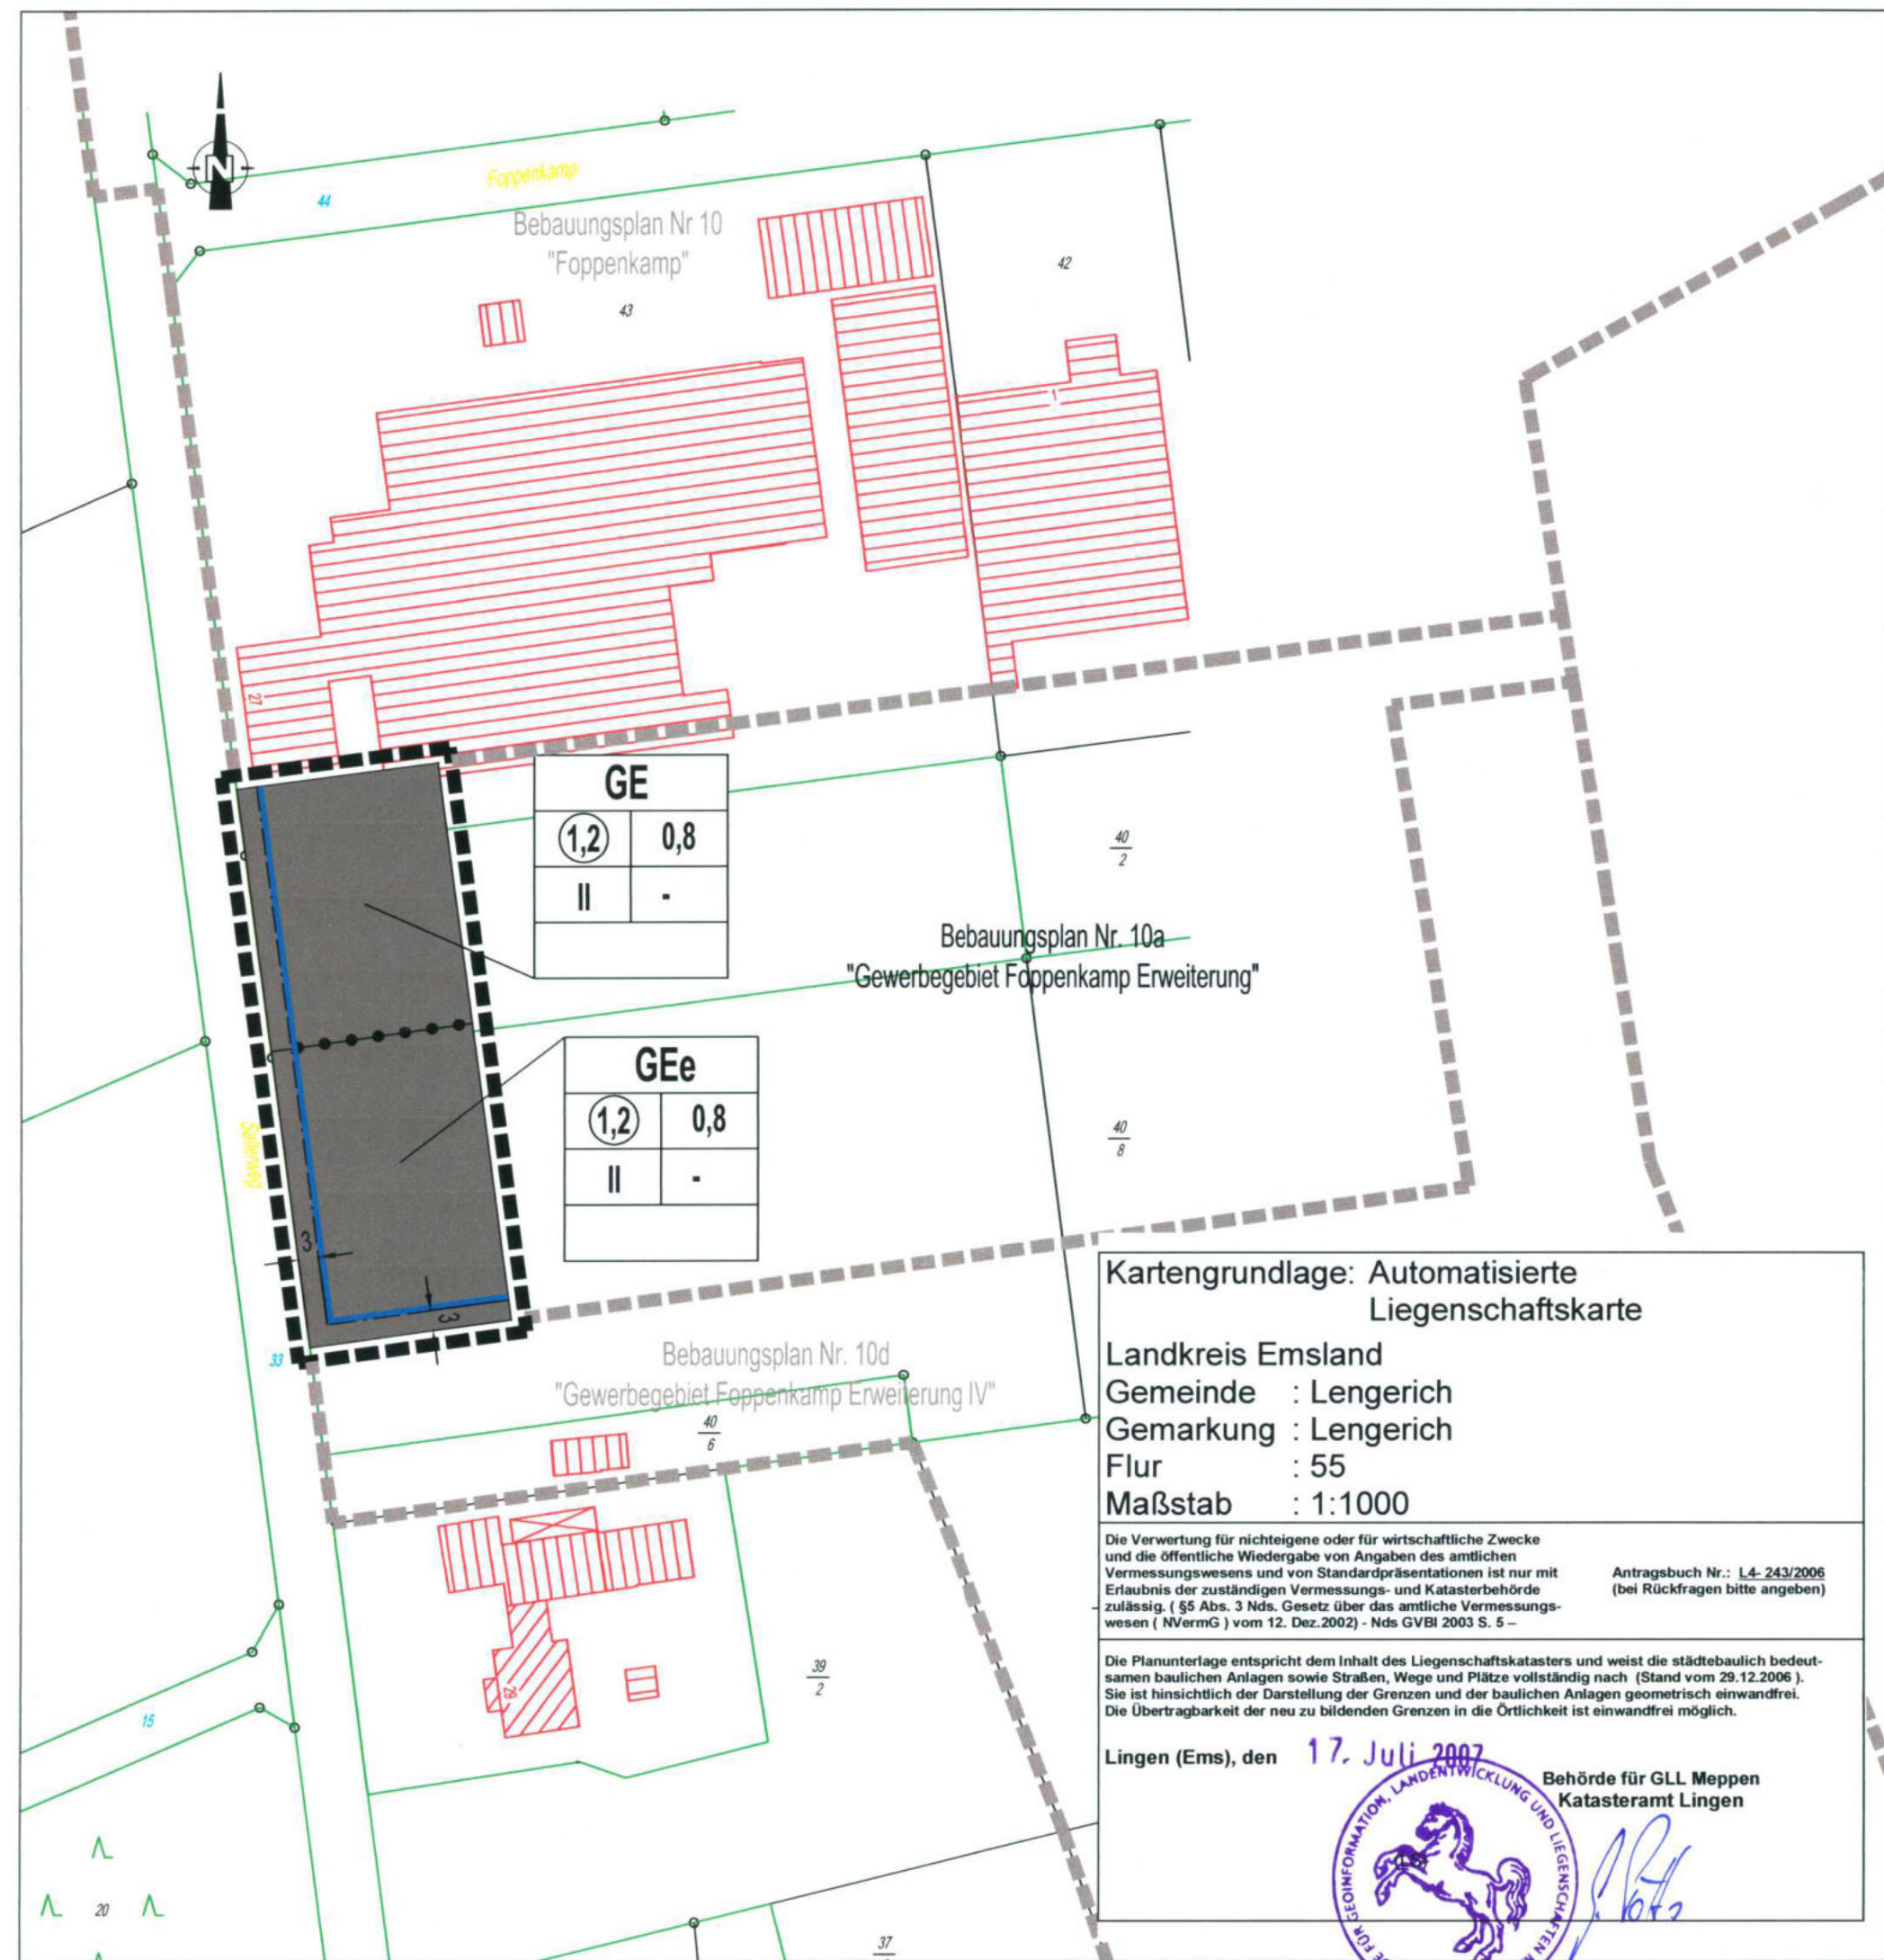 N
Foppenkamp
44
Bebauungsplan Nr 10
"Foppenkamp"
43
42
1
27
GE
1,2 0,8
II -
40
2
Bebauungsplan Nr. 10a
"Gewerbegebiet Foppenkamp Erweiterung"
GEe
1,2 0,8
II -
40
8
Sallerweg
3
3
33
Bebauungsplan Nr. 10d
"Gewerbegebiet Foppenkamp Erweiterung IV"
40
6
29
39
2
15
20
37
Kartengrundlage: Automatisierte
Liegenschaftskarte
Landkreis Emsland
Gemeinde : Lengerich
Gemarkung : Lengerich
Flur : 55
Maßstab : 1:1000
Die Verwertung für nichteigene oder für wirtschaftliche Zwecke
und die öffentliche Wiedergabe von Angaben des amtlichen
Vermessungswesens und von Standardpräsentationen ist nur mit
Erlaubnis der zuständigen Vermessungs- und Katasterbehörde
zulässig. ( §5 Abs. 3 Nds. Gesetz über das amtliche Vermessungs-
wesen ( NVermG ) vom 12. Dez.2002) - Nds GVBl 2003 S. 5 –
Antragsbuch Nr.: L4- 243/2006
(bei Rückfragen bitte angeben)
Die Planunterlage entspricht dem Inhalt des Liegenschaftskatasters und weist die städtebaulich bedeut-
samen baulichen Anlagen sowie Straßen, Wege und Plätze vollständig nach (Stand vom 29.12.2006 ).
Sie ist hinsichtlich der Darstellung der Grenzen und der baulichen Anlagen geometrisch einwandfrei.
Die Übertragbarkeit der neu zu bildenden Grenzen in die Örtlichkeit ist einwandfrei möglich.
Lingen (Ems), den 17. Juli 2007
Behörde für GLL Meppen
Katasteramt Lingen
FÜR GEOINFORMATION, LANDENTWICKLUNG UND LIEGENSCHAFTEN
(LS)